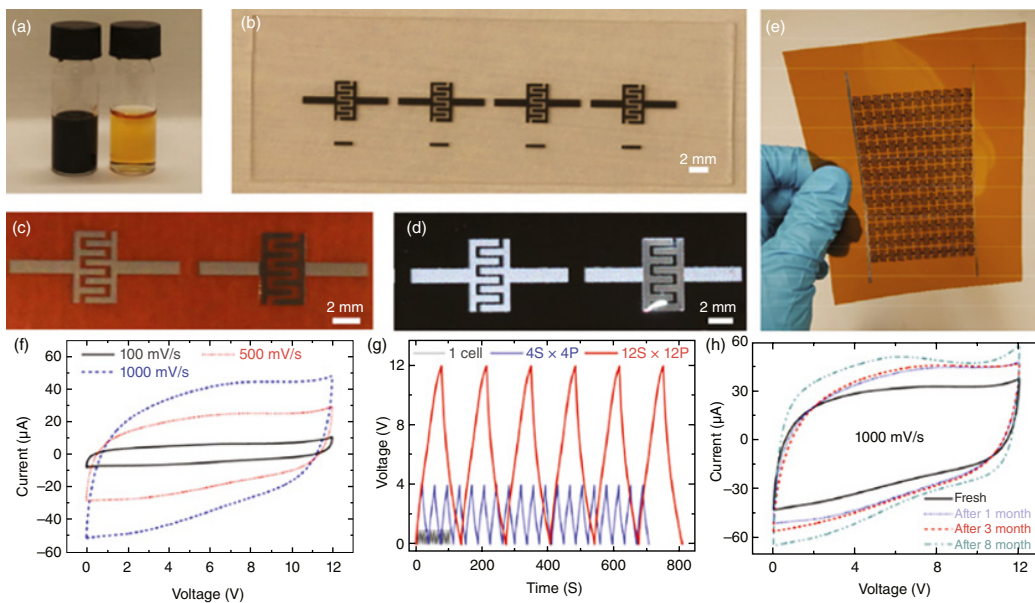 (a)
(b)
2 mm
(e)
(c)
2 mm
(d)
2 mm
(f)
100 mV/s
500 mV/s
1000 mV/s
Current (µA)
60
40
20
0
–20
–40
–60
0 2 4 6 8 10 12
Voltage (V)
(g)
1 cell
4S × 4P
12S × 12P
Voltage (V)
12
8
4
0
0 200 400 600 800
Time (S)
(h)
1000 mV/s
Fresh
After 1 month
After 3 month
After 8 month
Current (µA)
60
30
0
–30
–60
0 4 8 12
Voltage (V)